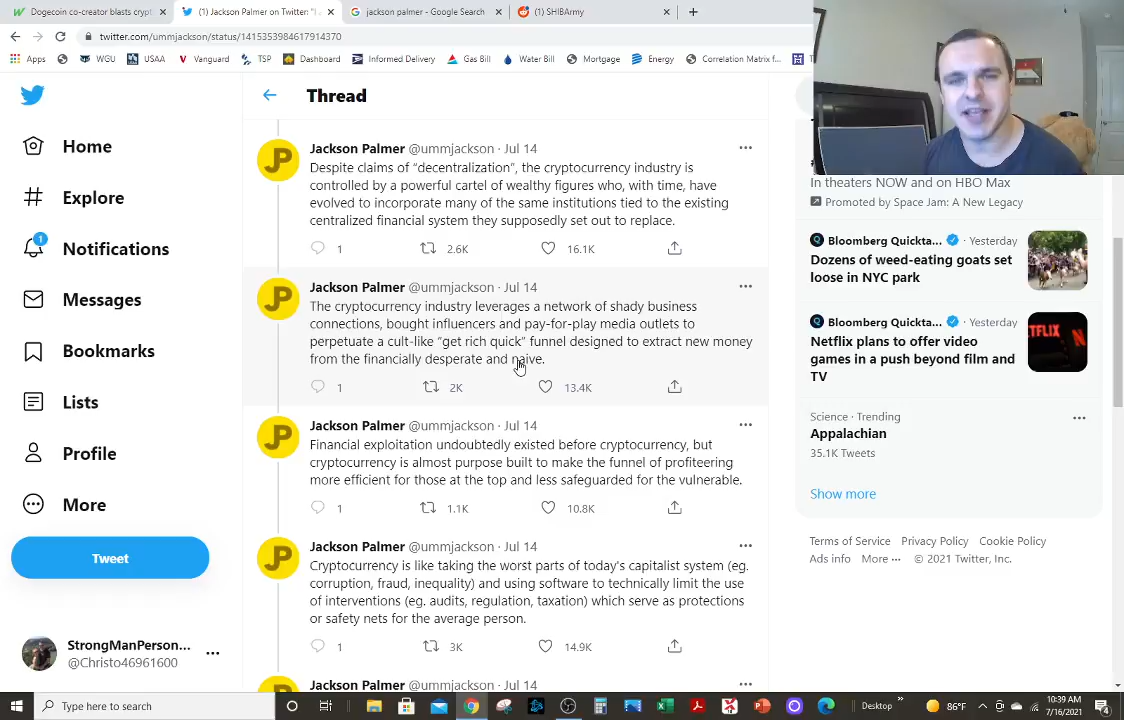 Dogecoin co-creator blasts crypt
(1) Jackson Palmer on Twitter: "I
jackson palmer - Google Search
(1) SHIBArmy
twitter.com/ummjackson/status/1415353984617914370
Apps
WGU
USAA
Vanguard
TSP
Dashboard
Informed Delivery
Gas Bill
Water Bill
Mortgage
Energy
Correlation Matrix f...
Home
Explore
1
Notifications
Messages
Bookmarks
Lists
Profile
More
Tweet
StrongManPerson...
@Christo46961600
Thread
Jackson Palmer @ummjackson · Jul 14
Despite claims of “decentralization”, the cryptocurrency industry is
controlled by a powerful cartel of wealthy figures who, with time, have
evolved to incorporate many of the same institutions tied to the existing
centralized financial system they supposedly set out to replace.
1 2.6K 16.1K
Jackson Palmer @ummjackson · Jul 14
The cryptocurrency industry leverages a network of shady business
connections, bought influencers and pay-for-play media outlets to
perpetuate a cult-like “get rich quick” funnel designed to extract new money
from the financially desperate and naive.
1 2K 13.4K
Jackson Palmer @ummjackson · Jul 14
Financial exploitation undoubtedly existed before cryptocurrency, but
cryptocurrency is almost purpose built to make the funnel of profiteering
more efficient for those at the top and less safeguarded for the vulnerable.
1 1.1K 10.8K
Jackson Palmer @ummjackson · Jul 14
Cryptocurrency is like taking the worst parts of today's capitalist system (eg.
corruption, fraud, inequality) and using software to technically limit the use
of interventions (eg. audits, regulation, taxation) which serve as protections
or safety nets for the average person.
1 3K 14.9K
Jackson Palmer @ummjackson · Jul 14
In theaters NOW and on HBO Max
Promoted by Space Jam: A New Legacy
Bloomberg Quickta... · Yesterday
Dozens of weed-eating goats set
loose in NYC park
Bloomberg Quickta... · Yesterday
Netflix plans to offer video
games in a push beyond film and
TV
Science · Trending
Appalachian
35.1K Tweets
Show more
Terms of Service Privacy Policy Cookie Policy
Ads info More ··· © 2021 Twitter, Inc.
Type here to search
Desktop
86°F
10:39 AM
7/16/2021
4